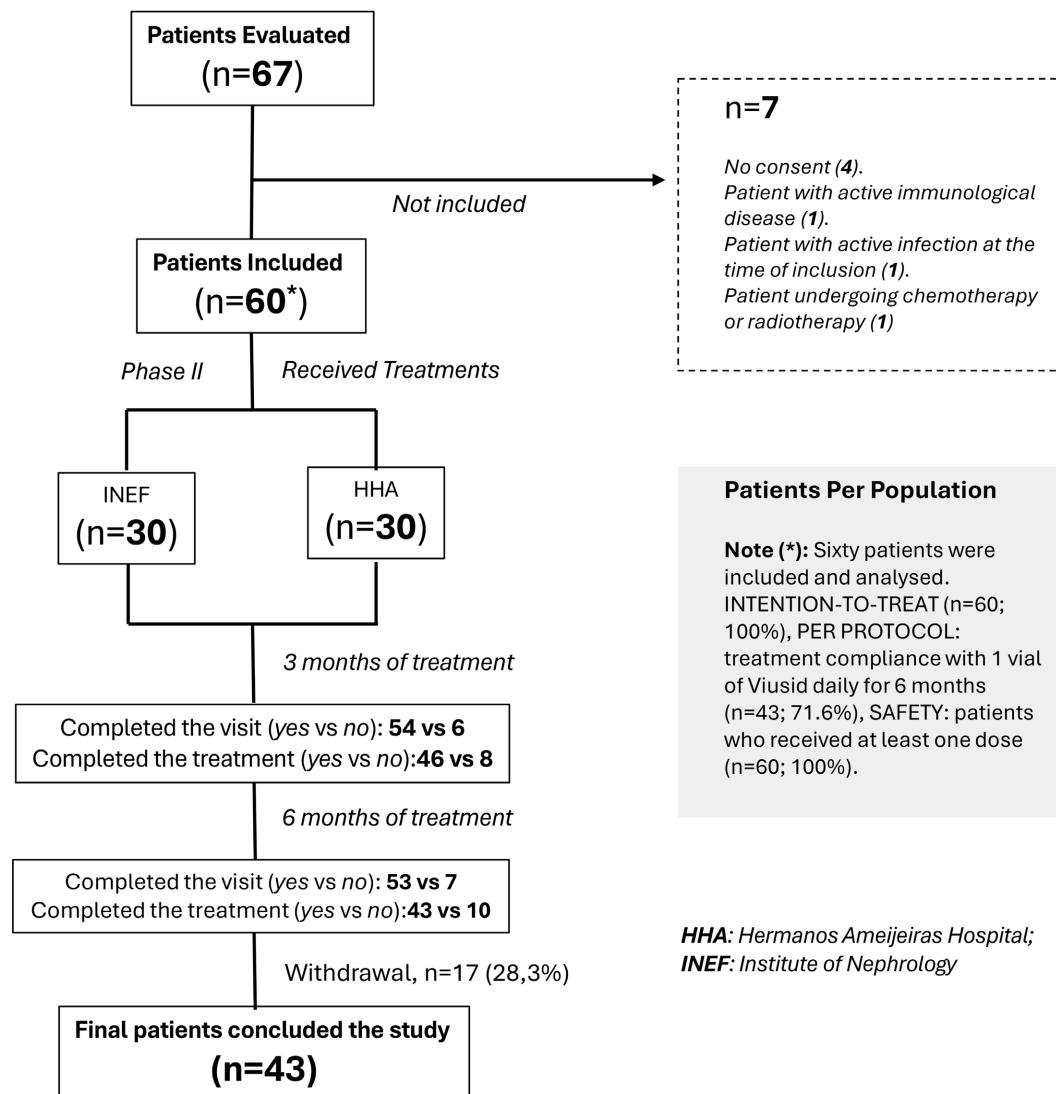 Patients Evaluated
(n=67)
n=7
No consent (4).
Patient with active immunological
disease (1).
Patient with active infection at the
time of inclusion (1).
Patient undergoing chemotherapy
or radiotherapy (1)
Not included
Patients Included
(n=60*)
Phase II
Received Treatments
INEF
(n=30)
HHA
(n=30)
Patients Per Population
Note (*): Sixty patients were
included and analysed.
INTENTION-TO-TREAT (n=60;
100%), PER PROTOCOL:
treatment compliance with 1 vial
of Viusid daily for 6 months
(n=43; 71.6%), SAFETY: patients
who received at least one dose
(n=60; 100%).
3 months of treatment
Completed the visit (yes vs no): 54 vs 6
Completed the treatment (yes vs no):46 vs 8
6 months of treatment
Completed the visit (yes vs no): 53 vs 7
Completed the treatment (yes vs no):43 vs 10
HHA: Hermanos Ameijeiras Hospital;
INEF: Institute of Nephrology
Withdrawal, n=17 (28,3%)
Final patients concluded the study
(n=43)